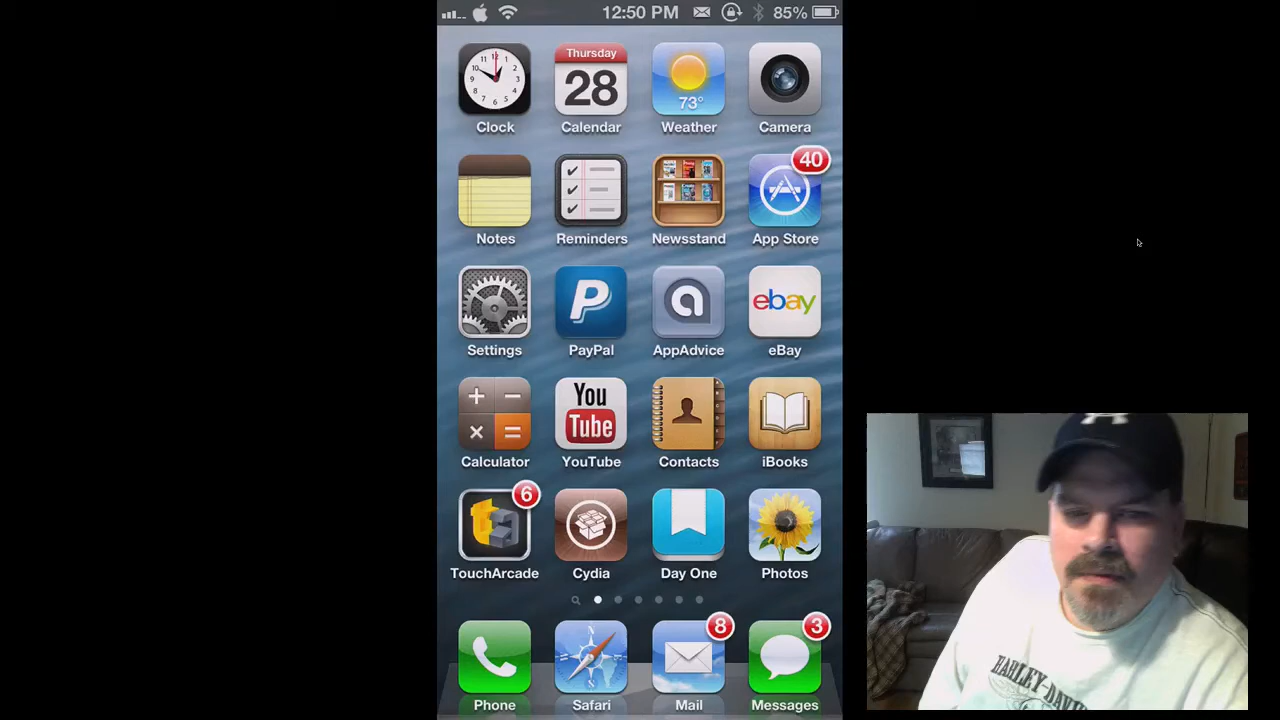 12:50 PM 85%
Thursday
28
73°
Clock Calendar Weather Camera
40
Notes Reminders Newsstand App Store
P a ebay
Settings PayPal AppAdvice eBay
You
Tube
Calculator YouTube Contacts iBooks
6
TouchArcade Cydia Day One Photos
8 3
Phone Safari Mail Messages
HARLEY-DAVIDS